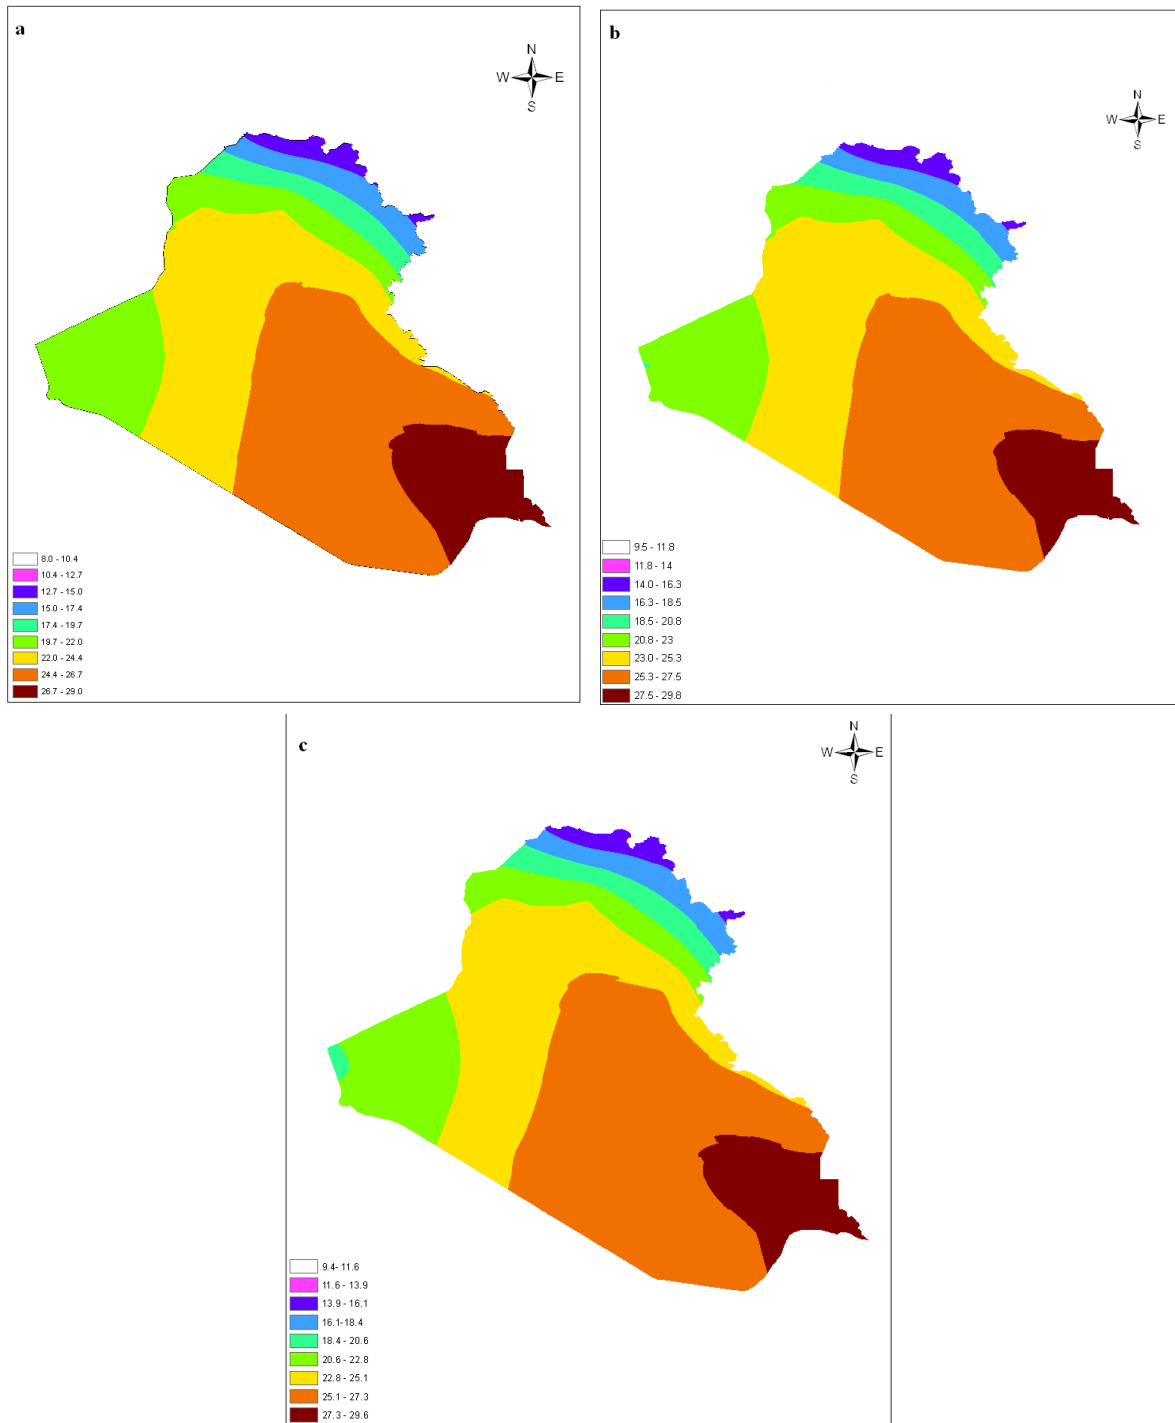 a
N
W E
S
8.0 - 10.4
10.4 - 12.7
12.7 - 15.0
15.0 - 17.4
17.4 - 19.7
19.7 - 22.0
22.0 - 24.4
24.4 - 26.7
26.7 - 29.0
b
N
W E
S
9.5 - 11.8
11.8 - 14
14.0 - 16.3
16.3 - 18.5
18.5 - 20.8
20.8 - 23
23.0 - 25.3
25.3 - 27.5
27.5 - 29.8
c
N
W E
S
9.4- 11.6
11.6 - 13.9
13.9 - 16.1
16.1-18.4
18.4 - 20.6
20.6 - 22.8
22.8 - 25.1
25.1 - 27.3
27.3 - 29.6